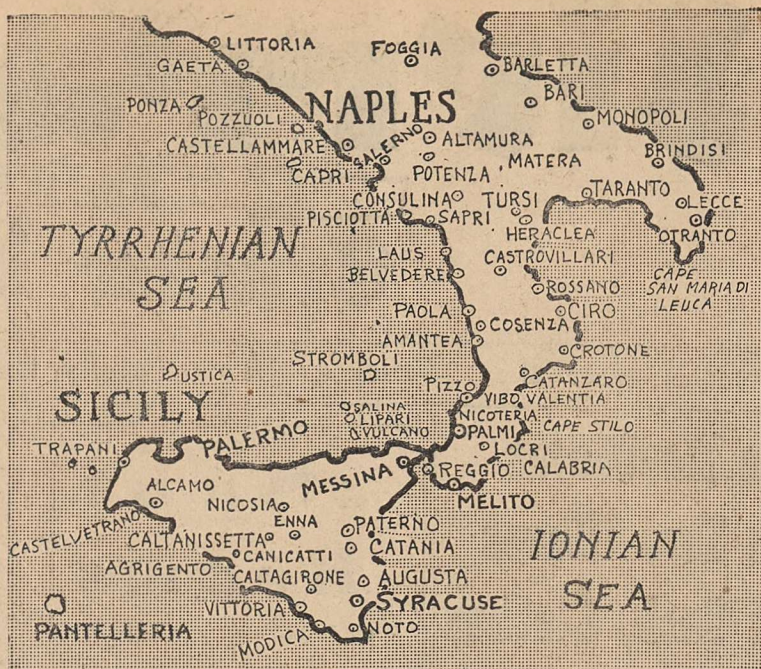 LITTORIA
FOGGIA
GAETA
BARLETTA
BARI
PONZA
POZZUOLI
NAPLES
MONOPOLI
CASTELLAMMARE
SALERNO
ALTAMURA
BRINDISI
CAPRI
POTENZA
MATERA
CONSULINA
TURSI
TARANTO
LECCE
PISCIOTTA
SAPRI
HERACLEA
OTRANTO
TYRRHENIAN
SEA
LAUS
CASTROVILLARI
BELVEDERE
CAPE
SAN MARIA DI
LEUCA
ROSSANO
PAOLA
CIRO
COSENZA
AMANTEA
CROTONE
STROMBOLI
USTICA
PIZZO
CATANZARO
VIBO VALENTIA
SICILY
SALINA
LIPARI
VULCANO
NICOTERIA
PALMI
CAPE STILO
TRAPANI
PALERMO
LOCRI
MESSINA
REGGIO CALABRIA
ALCAMO
MELITO
NICOSIA
CASTELVETRANO
ENNA
PATERNO
IONIAN
SEA
CALTANISSETTA
CATANIA
CANICATTI
AGRIGENTO
CALTAGIRONE
AUGUSTA
VITTORIA
SYRACUSE
PANTELLERIA
MODICA
NOTO